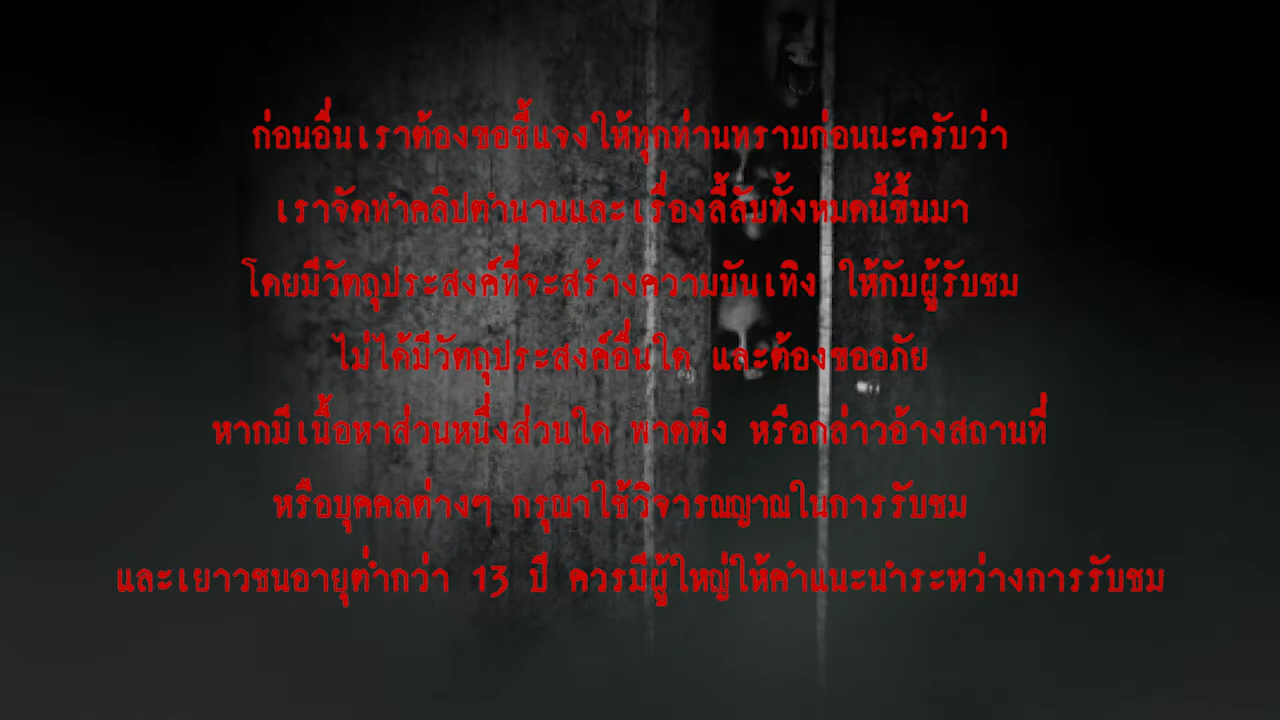 ก่อนอื่นเราต้องขอชี้แจงให้ทุกท่านทราบก่อนนะครับว่า
เราจัดทำคลิปตำนานและเรื่องลี้ลับทั้งหมดนี้ขึ้นมา
โดยมีวัตถุประสงค์ที่จะสร้างความบันเทิง ให้กับผู้รับชม
ไม่ได้มีวัตถุประสงค์อื่นใด และต้องขออภัย
หากมีเนื้อหาส่วนหนึ่งส่วนใด พาดพิง หรือกล่าวอ้างสถานที่
หรือบุคคลต่างๆ กรุณาใช้วิจารณญาณในการรับชม
และเยาวชนอายุต่ำกว่า 13 ปี ควรมีผู้ใหญ่ให้คำแนะนำระหว่างการรับชม